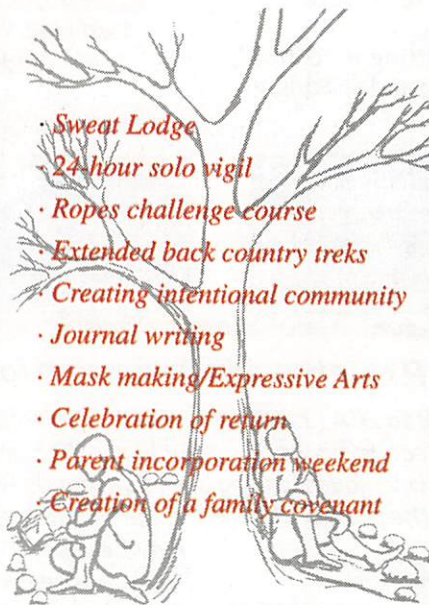 · Sweat Lodge
· 24-hour solo vigil
· Ropes challenge course
· Extended back country treks
· Creating intentional community
· Journal writing
· Mask making/Expressive Arts
· Celebration of return
· Parent incorporation weekend
· Creation of a family covenant